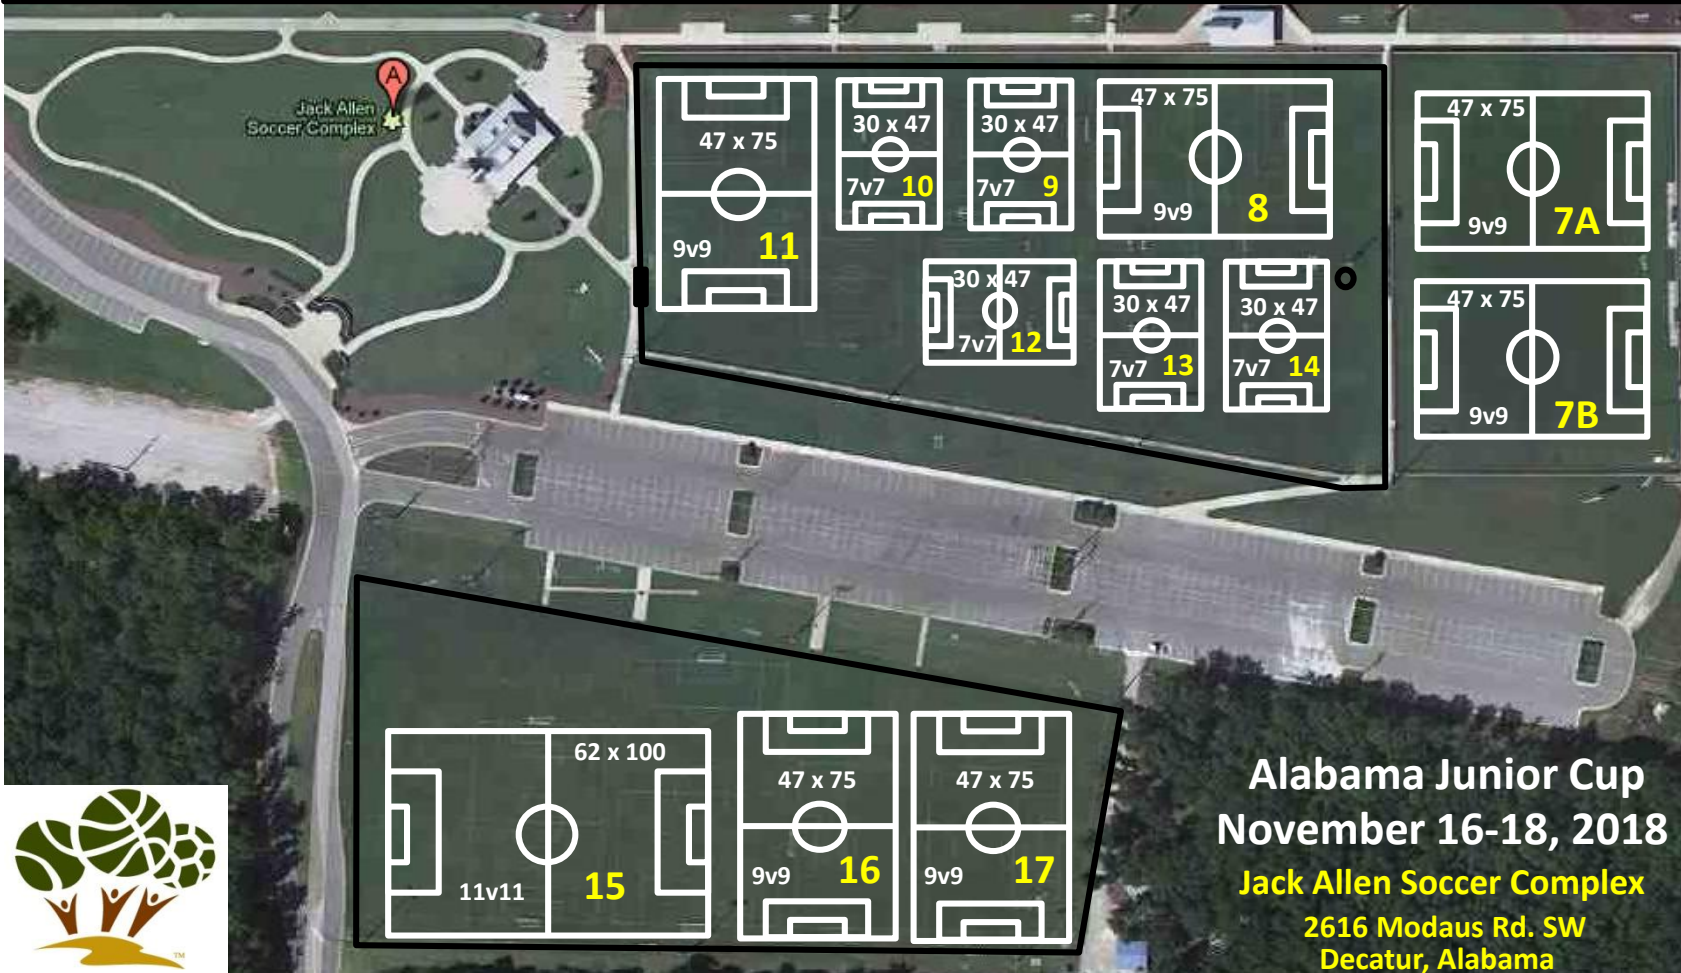 A
Jack Allen
Soccer Complex
47 x 75
9v9
11
30 x 47
7v7 10
30 x 47
7v7 9
47 x 75
9v9
8
47 x 75
9v9
7A
30 x 47
7v7 12
30 x 47
7v7 13
30 x 47
7v7 14
47 x 75
9v9
7B
62 x 100
11v11
15
47 x 75
9v9
16
47 x 75
9v9
17
Alabama Junior Cup
November 16-18, 2018
Jack Allen Soccer Complex
2616 Modaus Rd. SW
Decatur, Alabama
TM